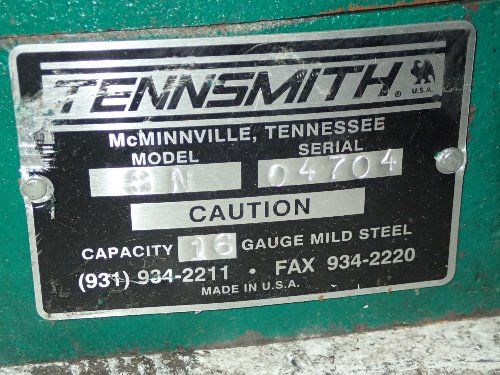 TENNSMITH®
U.S.A.
McMINNVILLE, TENNESSEE
MODEL SERIAL
N 04704
CAUTION
CAPACITY 16 GAUGE MILD STEEL
(931) 934-2211 • FAX 934-2220
MADE IN U.S.A.